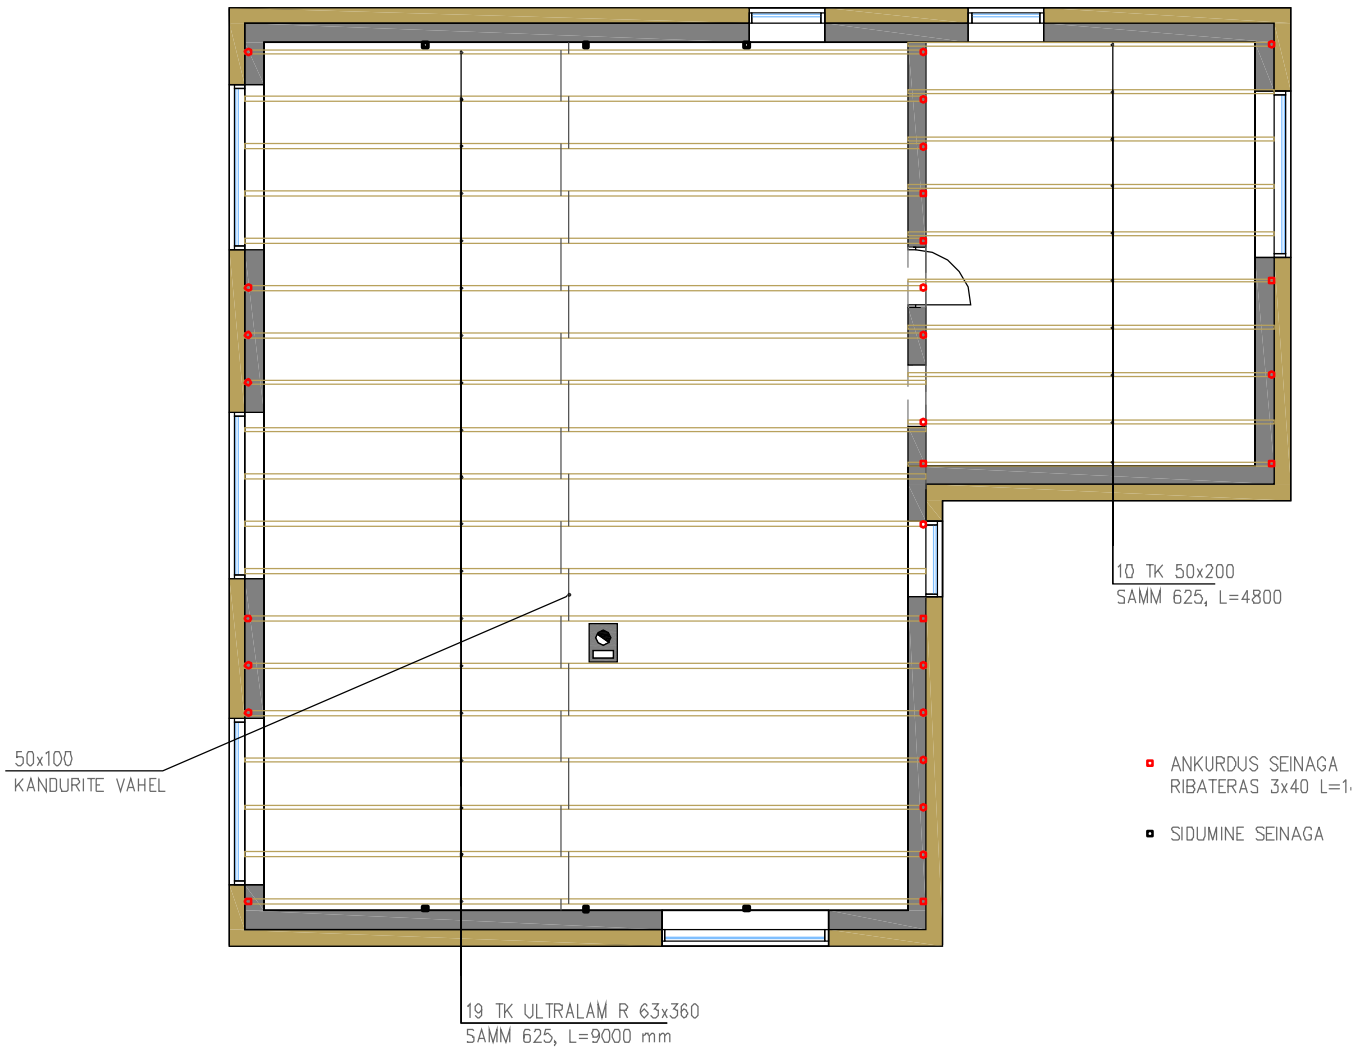 10 TK 50x200
SAMM 625, L=4800
50x100
KANDURITE VAHEL
ANKURDUS SEINAGA
RIBATERAS 3x40 L=1
SIDUMINE SEINAGA
19 TK ULTRALAM R 63x360
SAMM 625, L=9000 mm